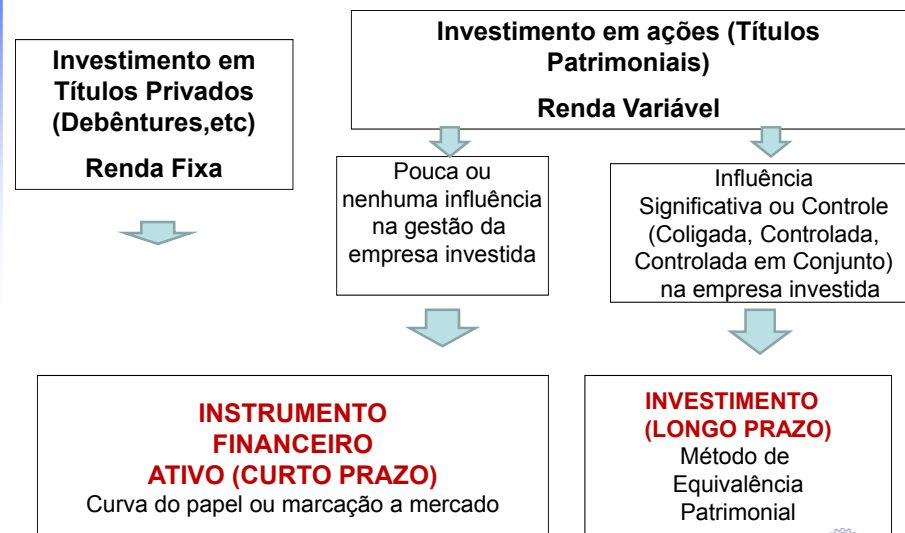 Investimento em
Títulos Privados
(Debêntures,etc)
Renda Fixa
Investimento em ações (Títulos
Patrimoniais)
Renda Variável
Pouca ou
nenhuma influência
na gestão da
empresa investida
Influência
Significativa ou Controle
(Coligada, Controlada,
Controlada em Conjunto)
na empresa investida
INSTRUMENTO
FINANCEIRO
ATIVO (CURTO PRAZO)
Curva do papel ou marcação a mercado
INVESTIMENTO
(LONGO PRAZO)
Método de
Equivalência
Patrimonial